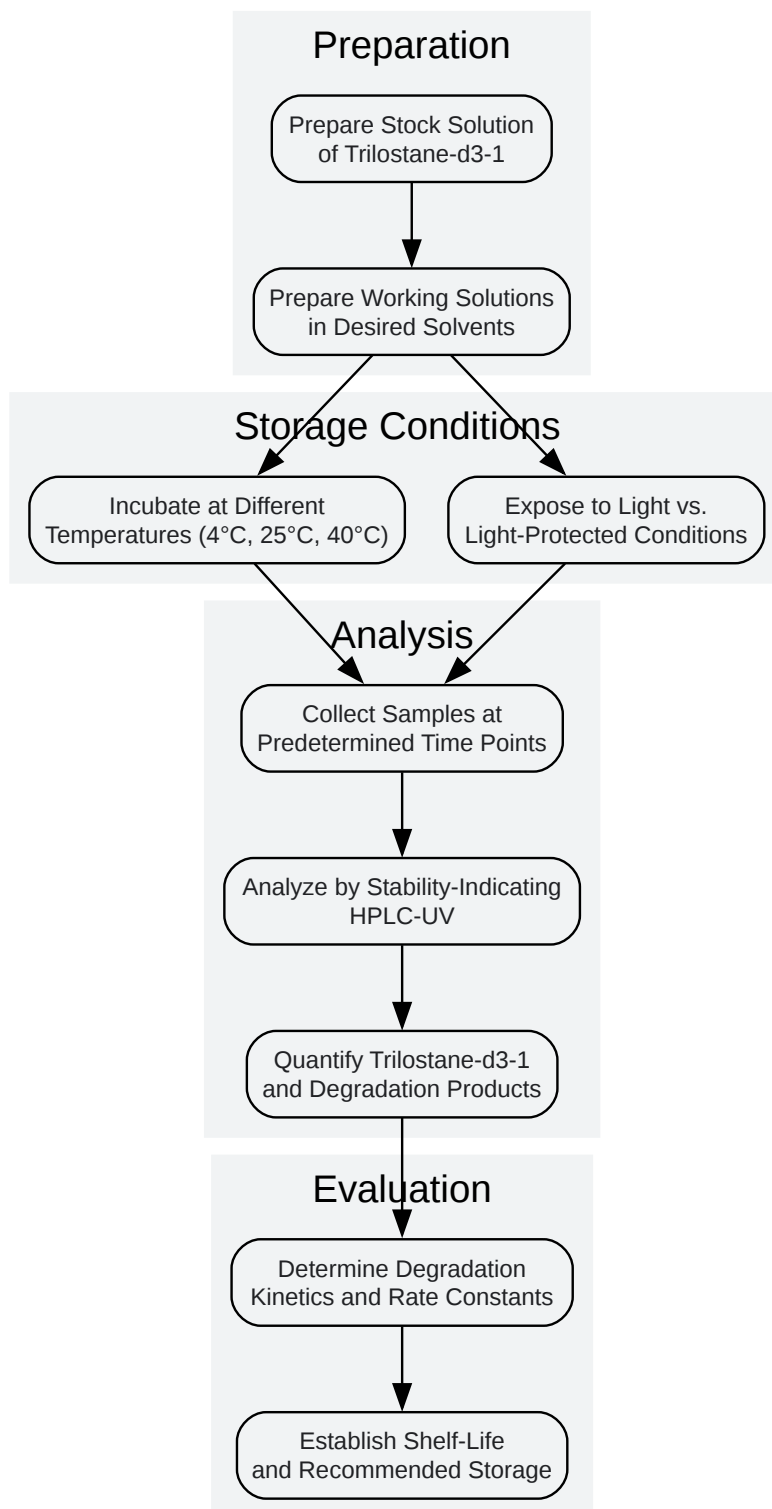 Preparation
Prepare Stock Solution
of Trilostane-d3-1
Prepare Working Solutions
in Desired Solvents
Storage Conditions
Incubate at Different
Temperatures (4°C, 25°C, 40°C)
Expose to Light vs.
Light-Protected Conditions
Analysis
Collect Samples at
Predetermined Time Points
Analyze by Stability-Indicating
HPLC-UV
Quantify Trilostane-d3-1
and Degradation Products
Evaluation
Determine Degradation
Kinetics and Rate Constants
Establish Shelf-Life
and Recommended Storage